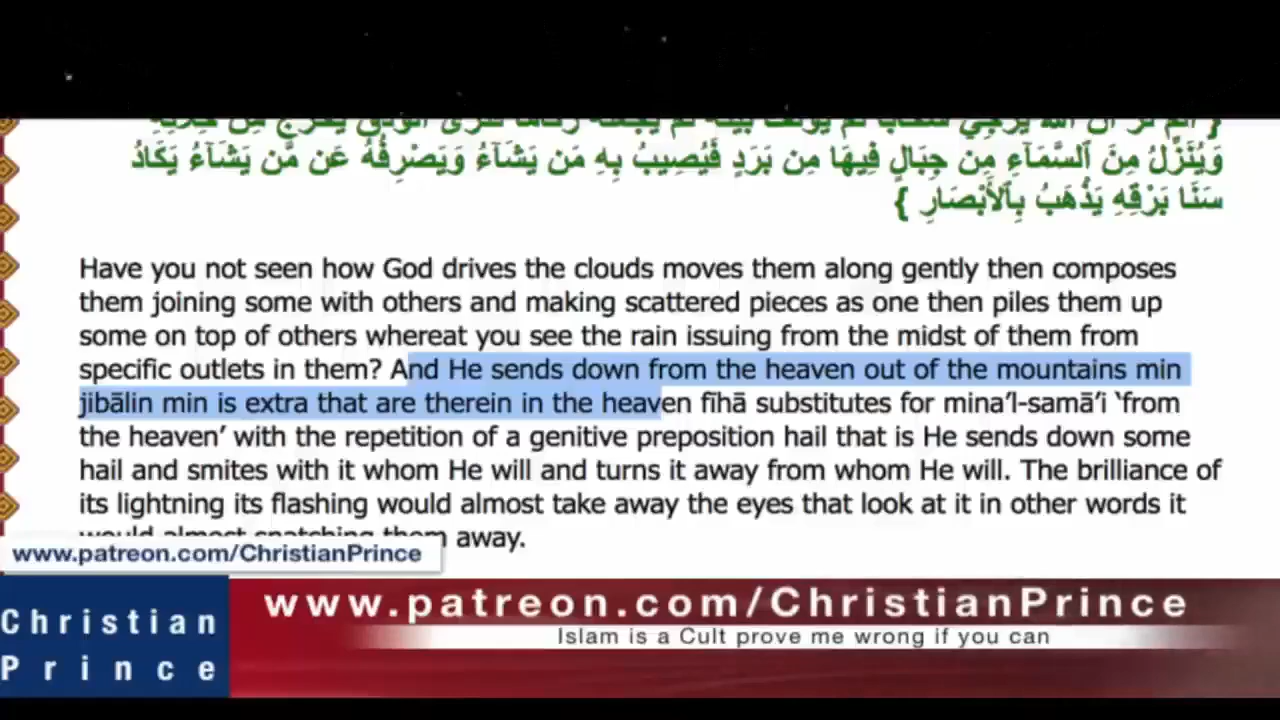 وَيُنَزِّلُ مِنَ ٱلسَّمَآءِ مِن جِبَالٍ فِيهَا مِن بَرَدٍ فَيُصِيبُ بِهِ مَن يَشَآءُ وَيَصْرِفُهُ عَن مَّن يَشَآءُ يَكَادُ
سَنَا بَرْقِهِ يَذْهَبُ بِٱلأَبْصَارِ }
Have you not seen how God drives the clouds moves them along gently then composes
them joining some with others and making scattered pieces as one then piles them up
some on top of others whereat you see the rain issuing from the midst of them from
specific outlets in them? And He sends down from the heaven out of the mountains min
jibālin min is extra that are therein in the heaven fīhā substitutes for mina’l-samā’i ‘from
the heaven’ with the repetition of a genitive preposition hail that is He sends down some
hail and smites with it whom He will and turns it away from whom He will. The brilliance of
its lightning its flashing would almost take away the eyes that look at it in other words it
would almost snatching them away.
www.patreon.com/ChristianPrince
Christian
Prince
www.patreon.com/ChristianPrince
Islam is a Cult prove me wrong if you can